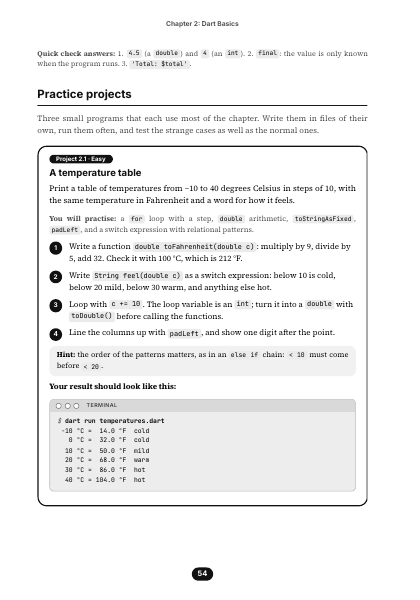 Chapter 2: Dart Basics
Quick check answers: 1. 4.5 (a double) and 4 (an int). 2. final: the value is only known
when the program runs. 3. 'Total: $total'.
Practice projects
Three small programs that each use most of the chapter. Write them in files of their
own, run them often, and test the strange cases as well as the normal ones.
Project 2.1 · Easy
A temperature table
Print a table of temperatures from −10 to 40 degrees Celsius in steps of 10, with
the same temperature in Fahrenheit and a word for how it feels.
You will practise: a for loop with a step, double arithmetic, toStringAsFixed,
padLeft, and a switch expression with relational patterns.
1 Write a function double toFahrenheit(double c): multiply by 9, divide by
5, add 32. Check it with 100 °C, which is 212 °F.
2 Write String feel(double c) as a switch expression: below 10 is cold,
below 20 mild, below 30 warm, and anything else hot.
3 Loop with c += 10. The loop variable is an int; turn it into a double with
toDouble() before calling the functions.
4 Line the columns up with padLeft, and show one digit after the point.
Hint: the order of the patterns matters, as in an else if chain: < 10 must come
before < 20.
Your result should look like this:
TERMINAL
$ dart run temperatures.dart
-10 °C =  14.0 °F  cold
0 °C =  32.0 °F  cold
10 °C =  50.0 °F  mild
20 °C =  68.0 °F  warm
30 °C =  86.0 °F  hot
40 °C = 104.0 °F  hot
54